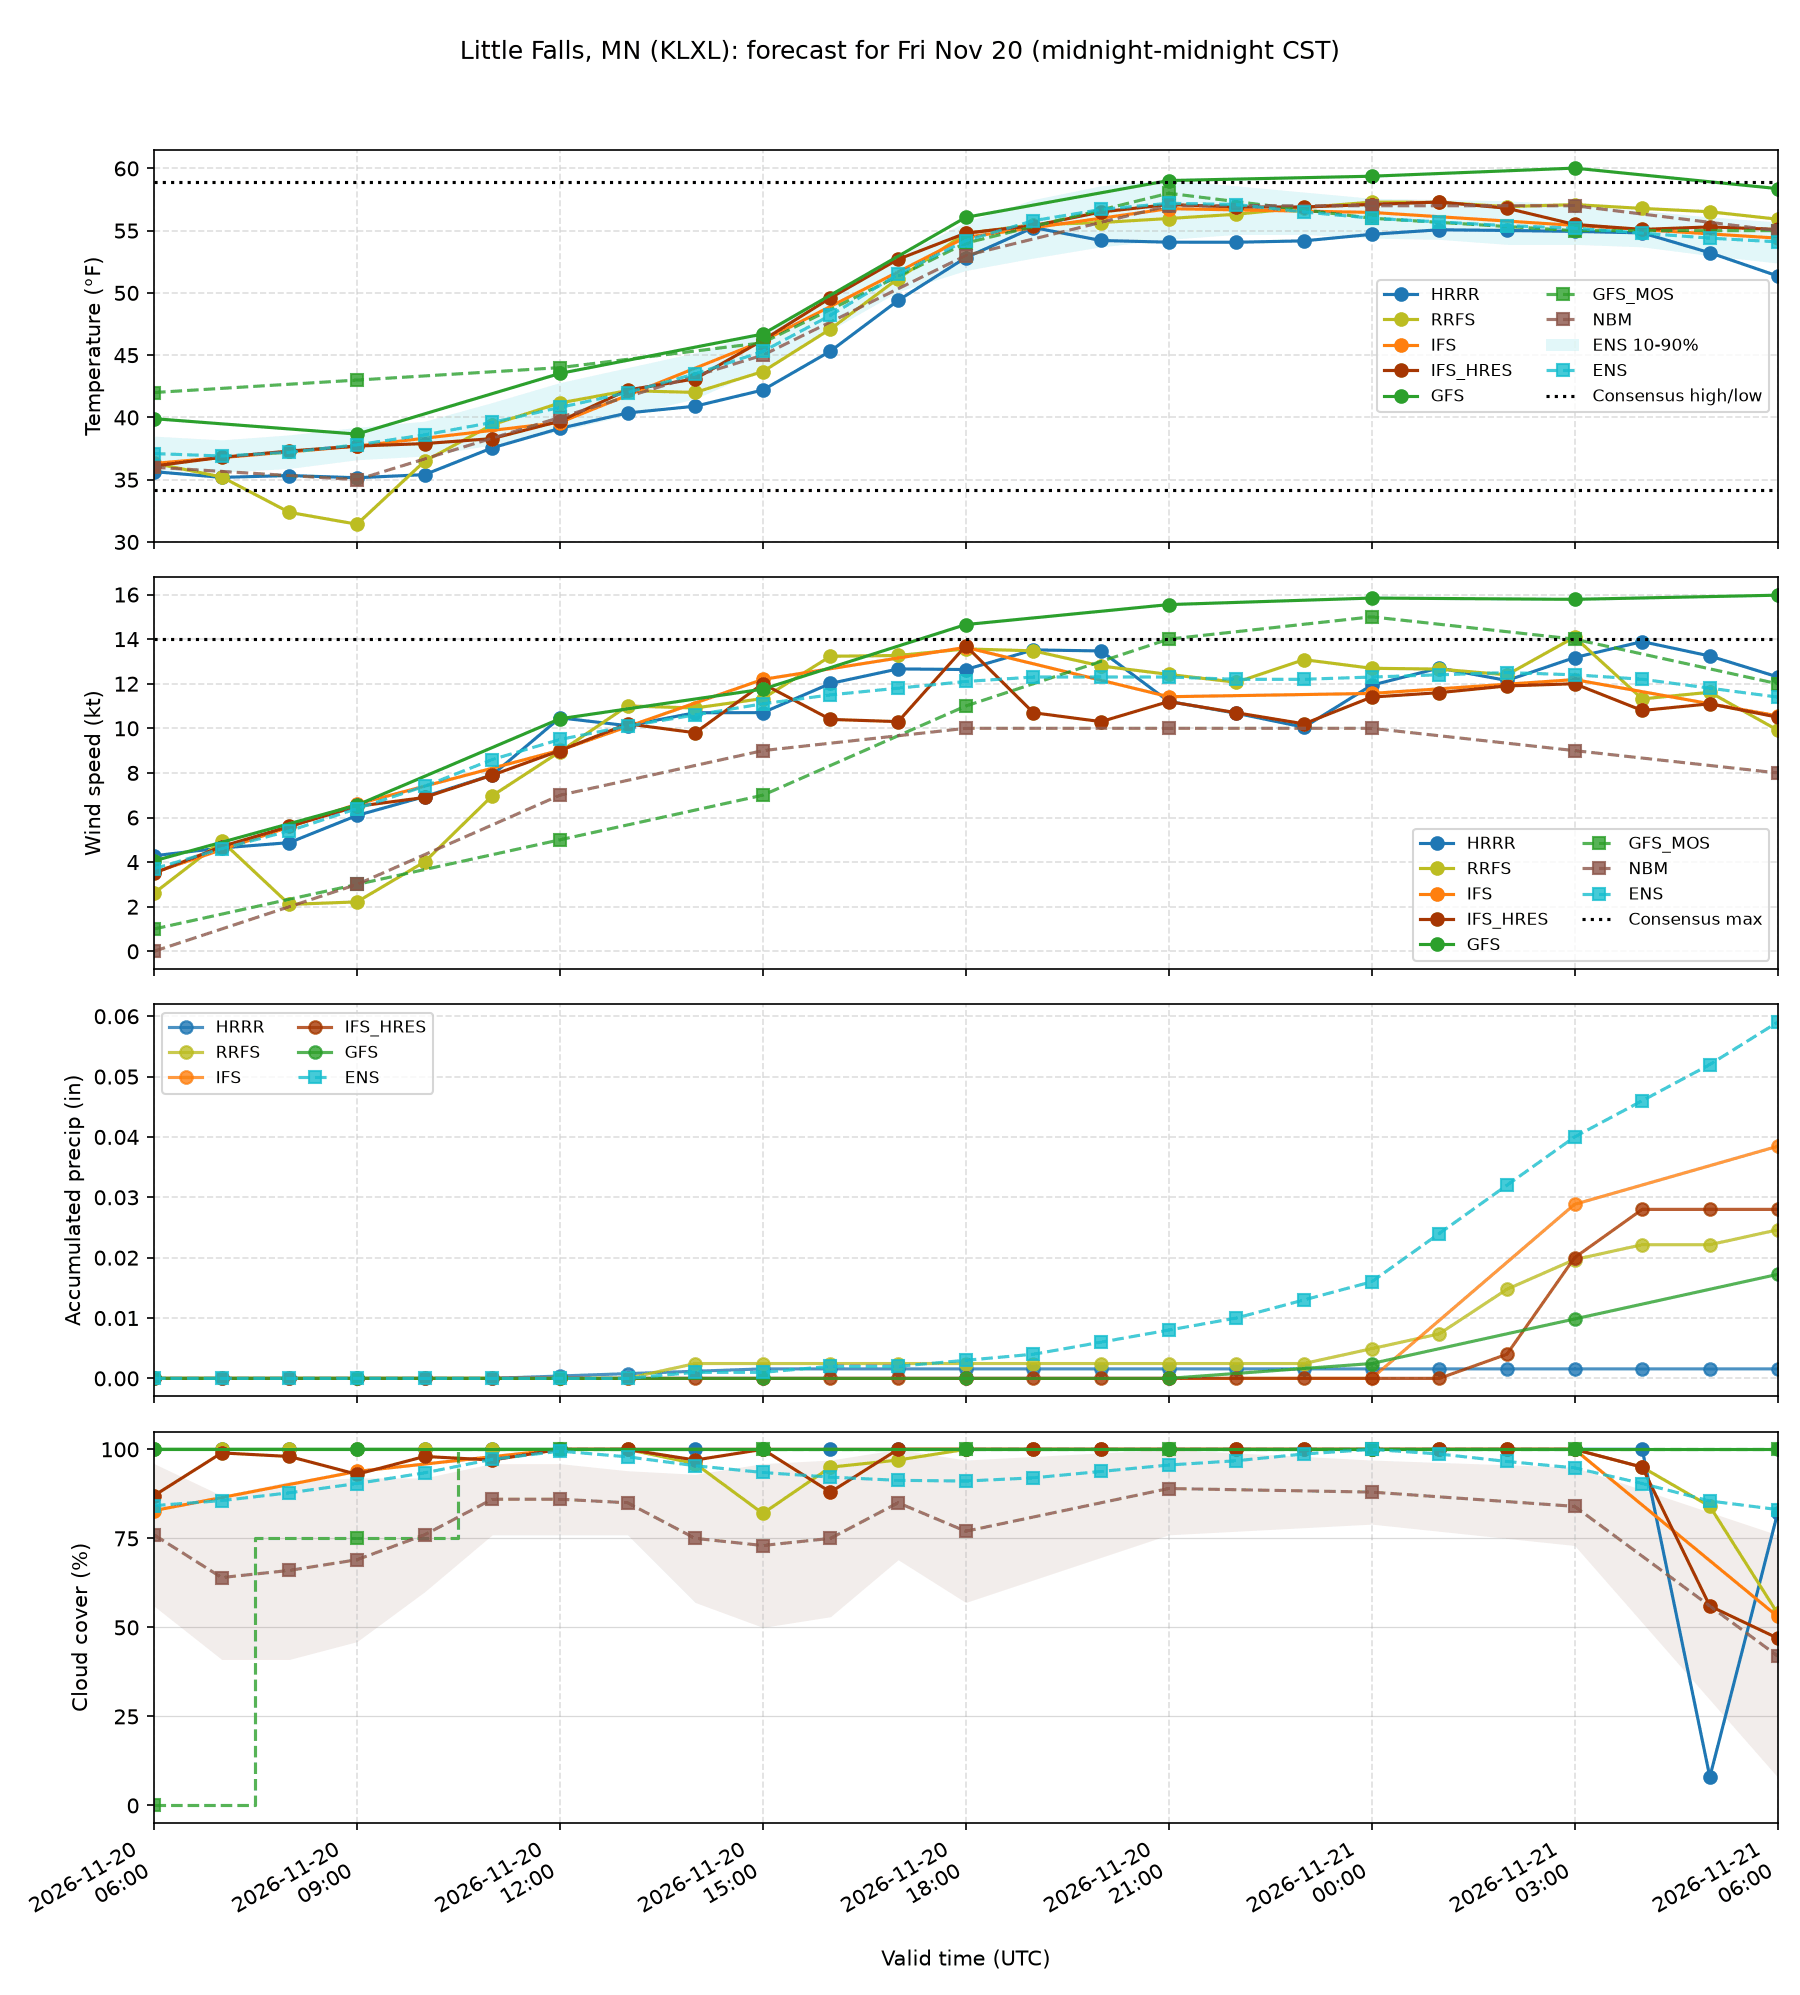 Little Falls, MN (KLXL): forecast for Fri Nov 20 (midnight-midnight CST)
60
55
50
45
40
35
30
Temperature (°F)
HRRR
RRFS
IFS
IFS_HRES
GFS
GFS_MOS
NBM
ENS 10-90%
ENS
Consensus high/low
16
14
12
10
8
6
4
2
0
Wind speed (kt)
HRRR
RRFS
IFS
IFS_HRES
GFS
GFS_MOS
NBM
ENS
Consensus max
0.06
0.05
0.04
0.03
0.02
0.01
0.00
Accumulated precip (in)
HRRR
RRFS
IFS
IFS_HRES
GFS
ENS
100
75
50
25
0
Cloud cover (%)
2026-11-20
06:00
2026-11-20
09:00
2026-11-20
12:00
2026-11-20
15:00
2026-11-20
18:00
2026-11-20
21:00
2026-11-21
00:00
2026-11-21
03:00
2026-11-21
06:00
Valid time (UTC)